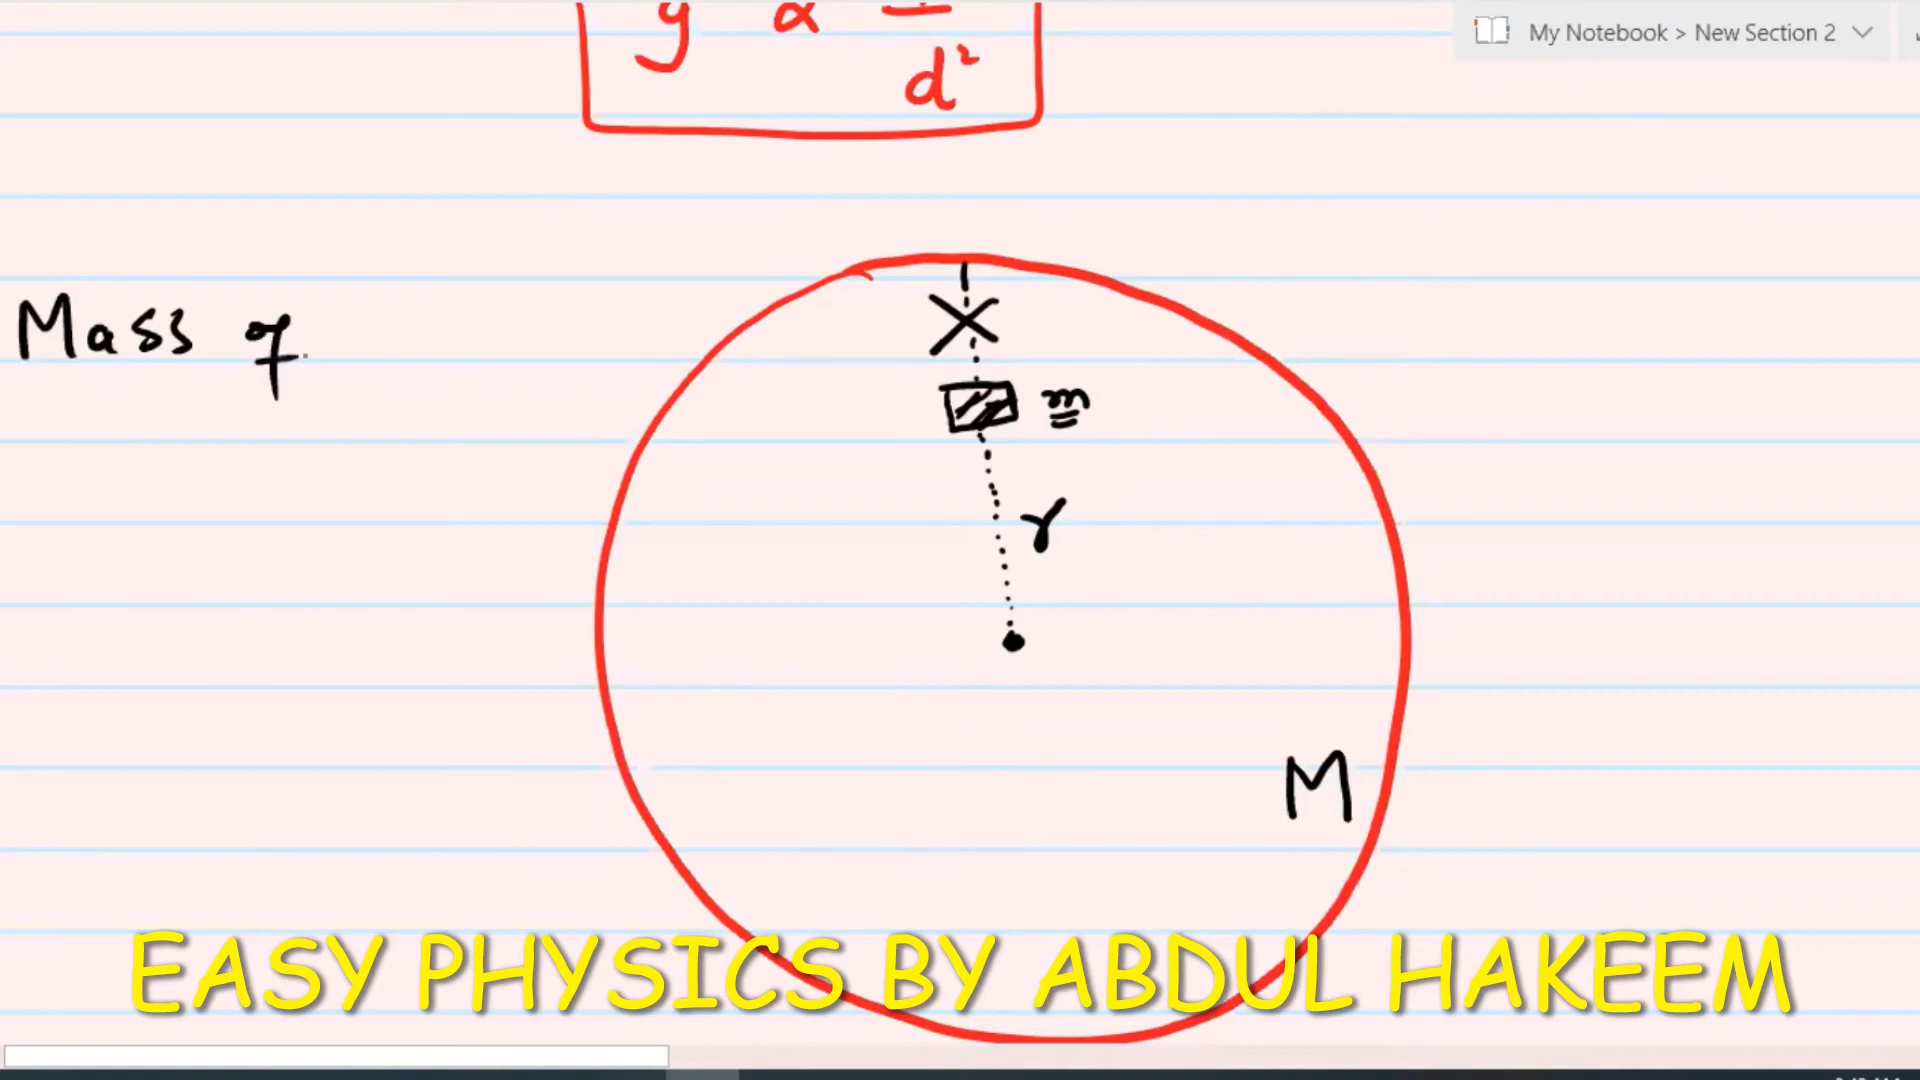 My Notebook > New Section 2
g ∝
d²
Mass of
m
r
M
EASY PHYSICS BY ABDUL HAKEEM